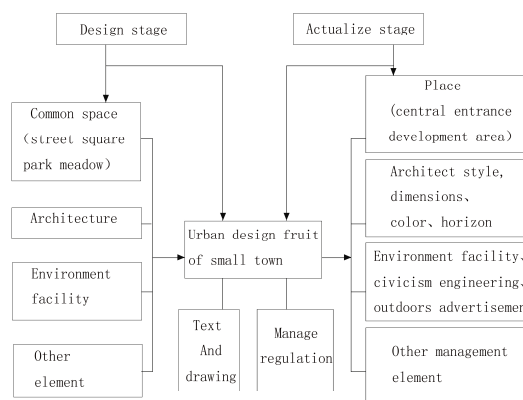 Design stage
Actualize stage
Common space
(street square
park meadow)
Architecture
Environment
facility
Other
element
Urban design fruit
of small town
Text
And
drawing
Manage
regulation
Place
(central entrance
development area)
Architect style,
dimensions、
color、horizon
Environment facility、
civicism engineering、
outdoors advertisemen
Other management
element